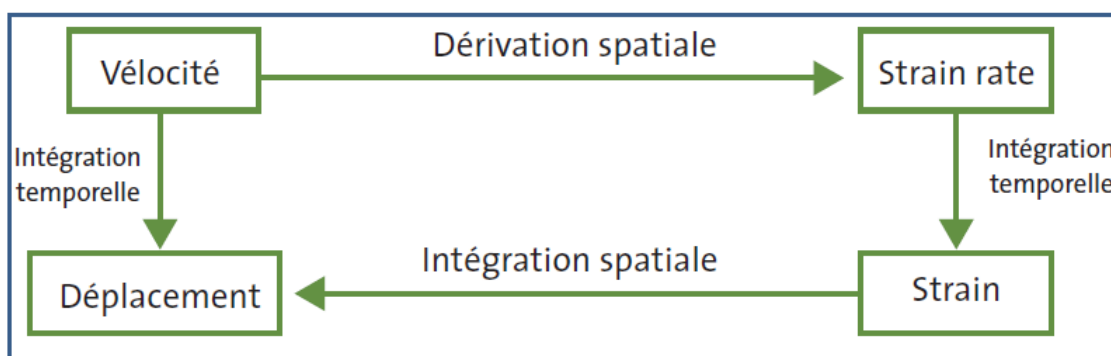 Dérivation spatiale
Vélocité
Strain rate
Intégration
temporelle
Intégration
temporelle
Intégration spatiale
Déplacement
Strain